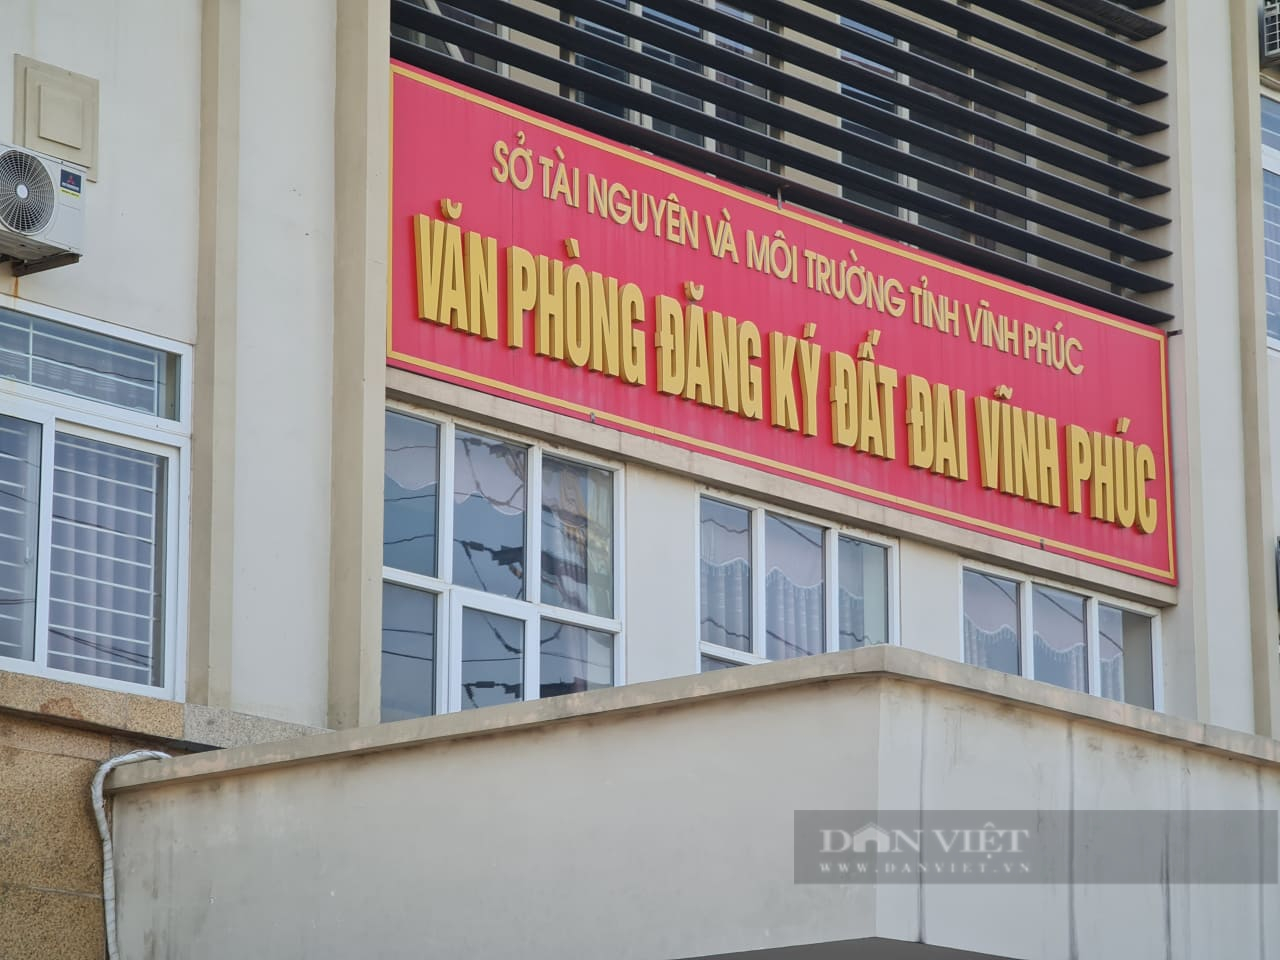 SỞ TÀI NGUYÊN VÀ MÔI TRƯỜNG TỈNH VĨNH PHÚC
VĂN PHÒNG ĐĂNG KÝ ĐẤT ĐAI VĨNH PHÚC
DÂN VIỆT
WWW.DANVIET.VN